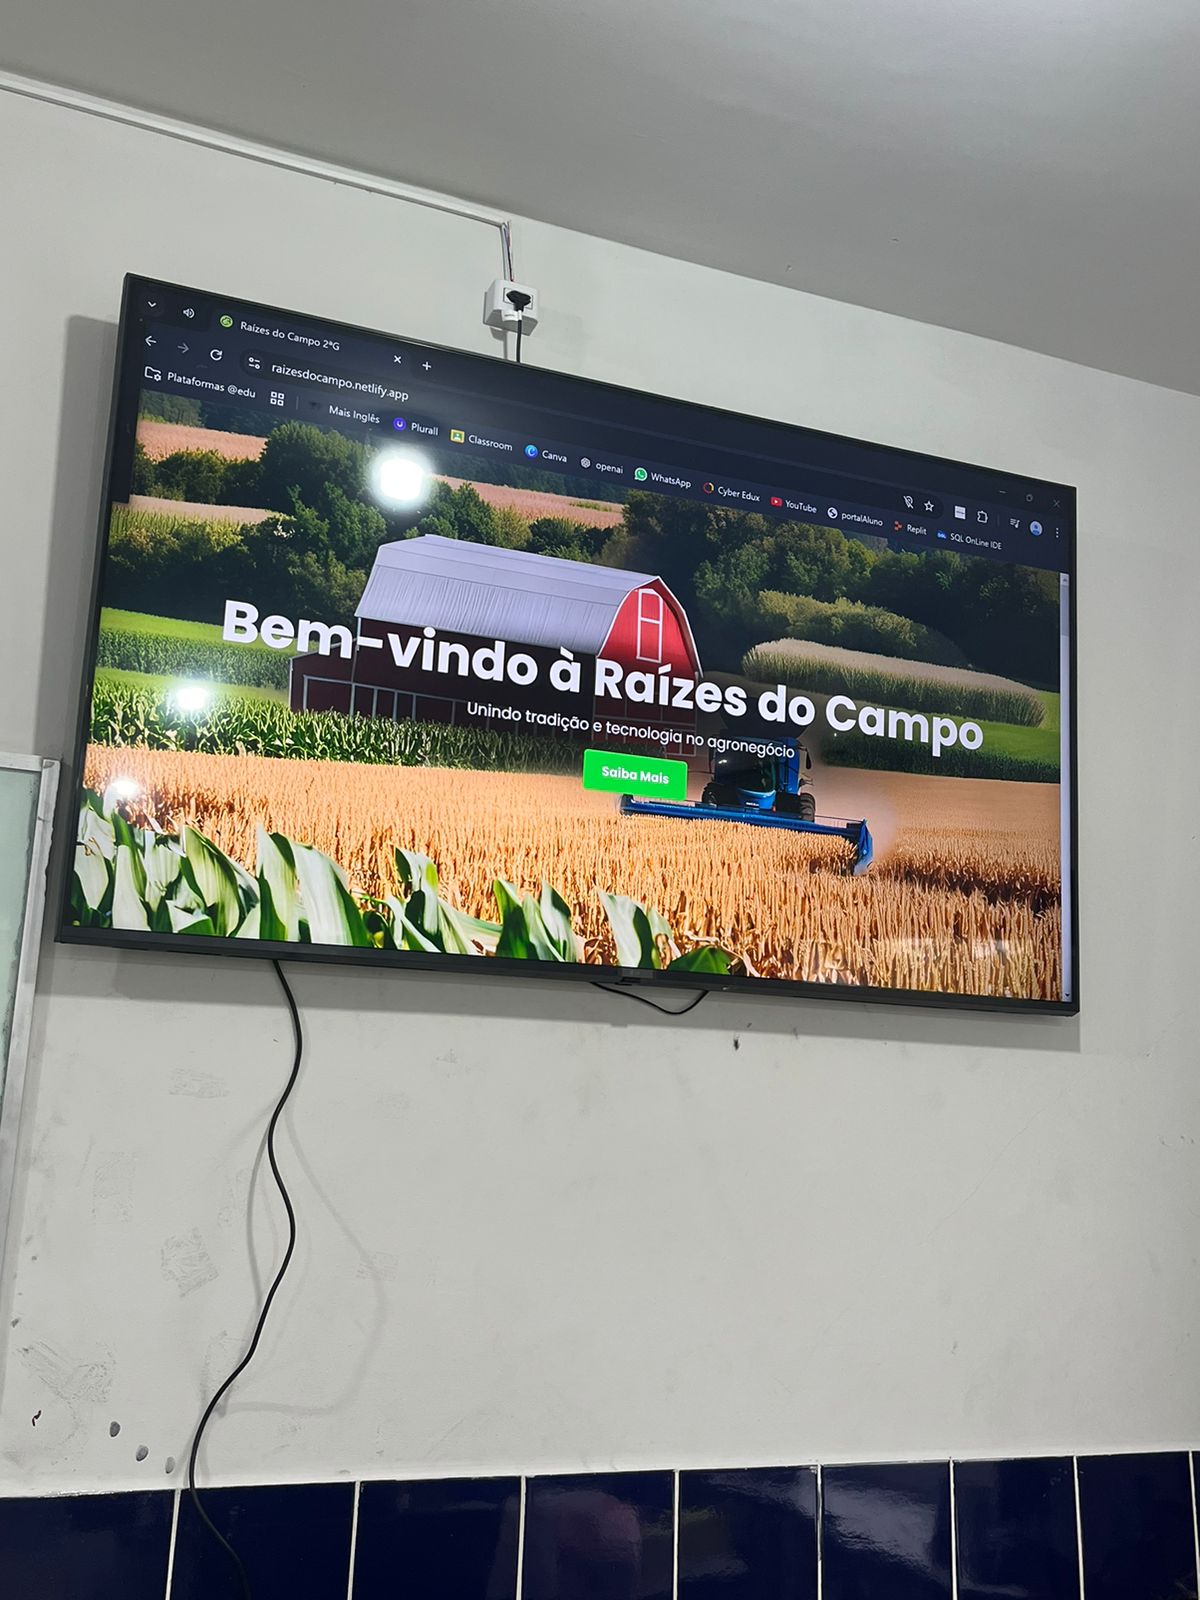 Raízes do Campo 2ªG
raizesdocampo.netlify.app
Plataformas @edu Mais Inglês Plurall Classroom Canva openai WhatsApp Cyber Edux YouTube portalAluno Replit SQL OnLine IDE
Bem-vindo à Raízes do Campo
Unindo tradição e tecnologia no agronegócio
Saiba Mais